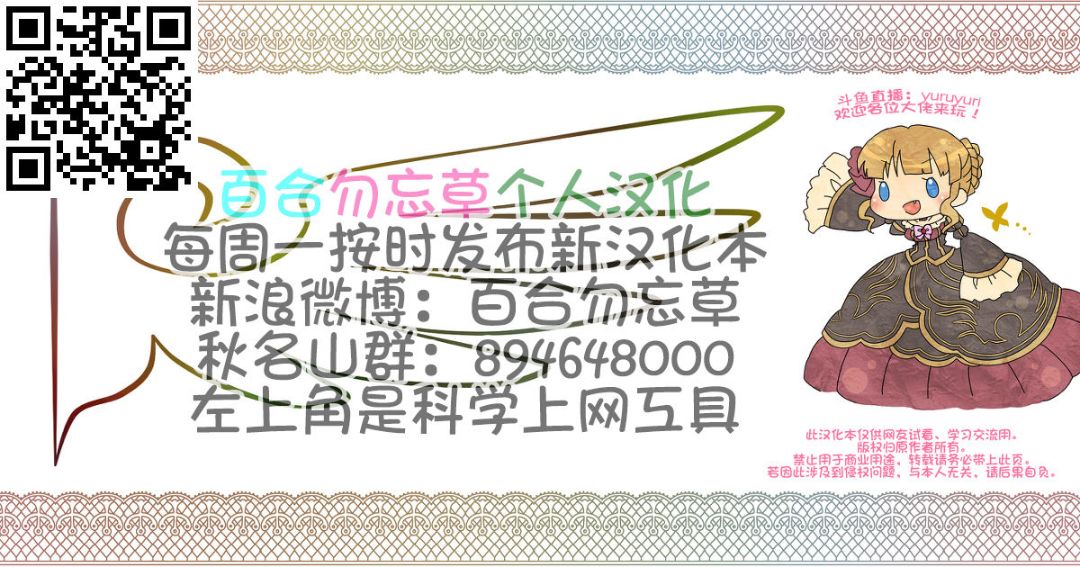 斗鱼直播：yuruyuri
欢迎各位大佬来玩！
百合勿忘草个人汉化
每周一按时发布新汉化本
新浪微博：百合勿忘草
秋名山群：894648000
左上角是科学上网工具
此汉化本仅供网友试看、学习交流用。
版权归原作者所有。
禁止用于商业用途，转载请务必带上此页。
若因此涉及到侵权问题，与本人无关，请后果自负。